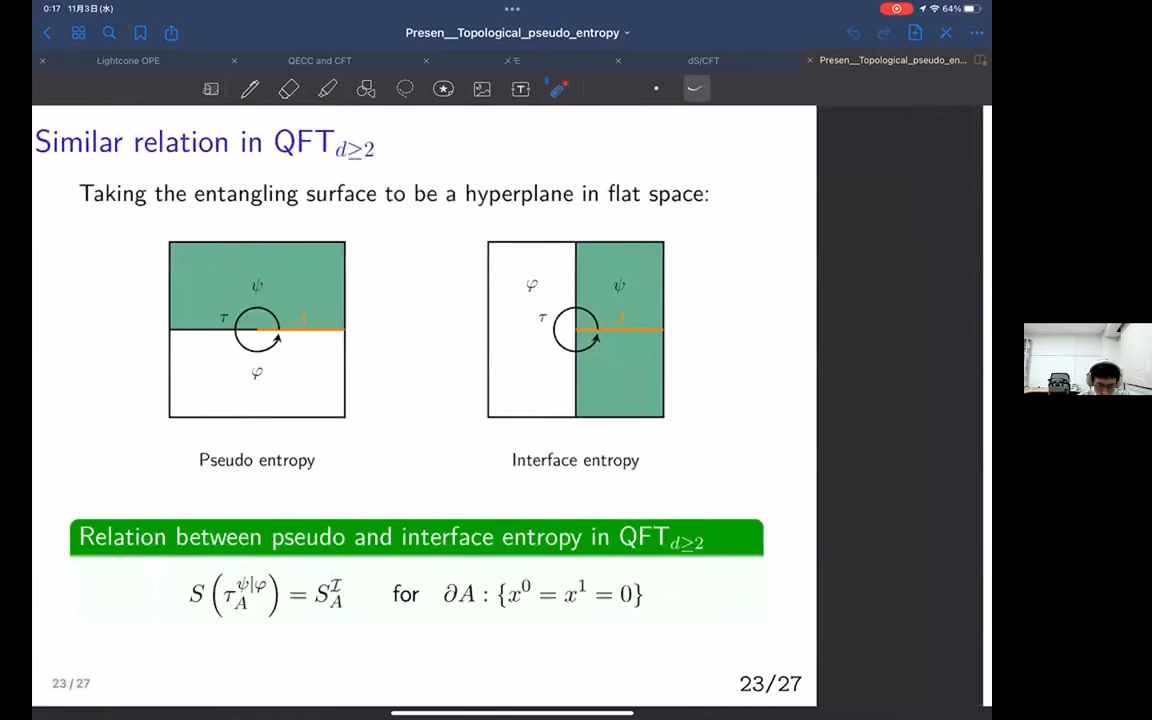 0:17 11月3日(水)
64%
Presen__Topological_pseudo_entropy
Lightcone OPE
QECC and CFT
メモ
dS/CFT
Presen__Topological_pseudo_en...
Similar relation in QFT_{d≥2}
Taking the entangling surface to be a hyperplane in flat space:
ψ
τ
A
φ
φ
ψ
τ
A
Pseudo entropy
Interface entropy
Relation between pseudo and interface entropy in QFT_{d≥2}
S(τ_A^{ψ|φ}) = S_A^I for ∂A : {x^0 = x^1 = 0}
23 / 27
23/27